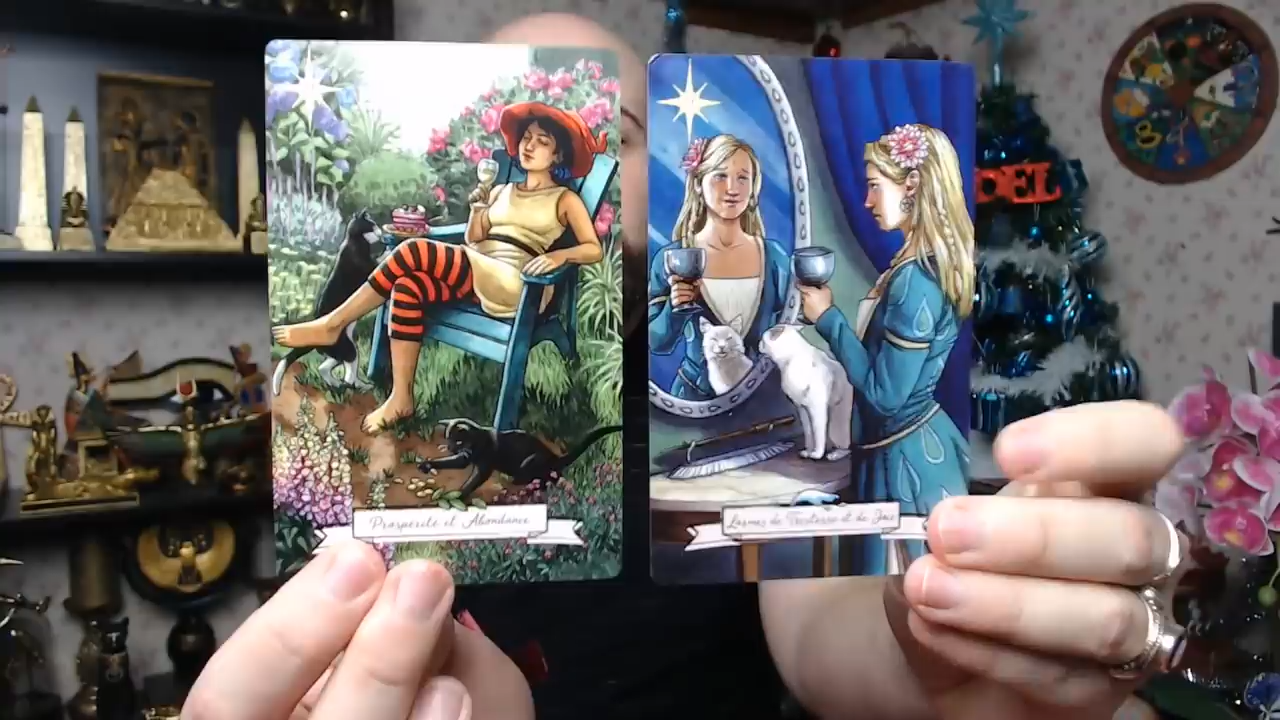 Prospérité et Abondance
Larmes de Tristesse et de Joie